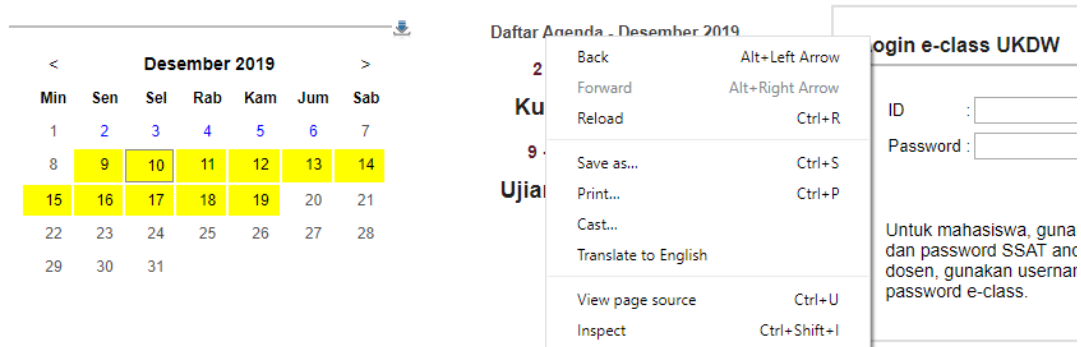 < Desember 2019 >
Min Sen Sel Rab Kam Jum Sab
1 2 3 4 5 6 7
8 9 10 11 12 13 14
15 16 17 18 19 20 21
22 23 24 25 26 27 28
29 30 31
Daftar Agenda - Desember 2019
2
Ku
9 -
Ujian
Back Alt+Left Arrow
Forward Alt+Right Arrow
Reload Ctrl+R
Save as... Ctrl+S
Print... Ctrl+P
Cast...
Translate to English
View page source Ctrl+U
Inspect Ctrl+Shift+I
ogin e-class UKDW
ID :
Password :
Untuk mahasiswa, guna
dan password SSAT
dosen, gunakan
password e-class.